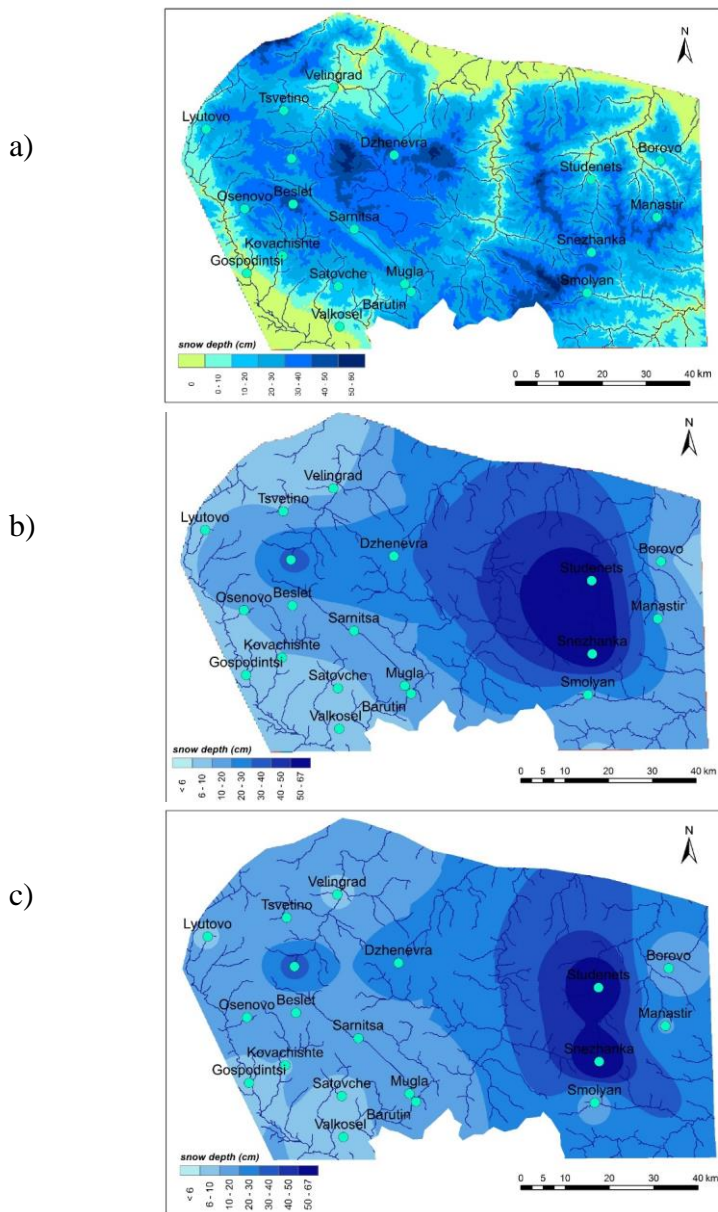 a)
N
Velingrad
Tsvetino
Lyutovo
Dzhenevra
Borovo
Studenets
Osenovo
Beslet
Manastir
Sarnitsa
Kovachishte
Snezhanka
Gospodintsi
Satovche
Mugla
Smolyan
Barutin
Valkosel
snow depth (cm)
0
0 - 10
10 - 20
20 - 30
30 - 40
40 - 50
50 - 60
0 5 10 20 30 40 km
b)
N
Velingrad
Tsvetino
Lyutovo
Dzhenevra
Borovo
Studenets
Osenovo
Beslet
Manastir
Sarnitsa
Kovachishte
Snezhanka
Gospodintsi
Satovche
Mugla
Smolyan
Barutin
Valkosel
snow depth (cm)
< 6
6 - 10
10 - 20
20 - 30
30 - 40
40 - 50
50 - 67
0 5 10 20 30 40 km
c)
N
Velingrad
Tsvetino
Lyutovo
Dzhenevra
Borovo
Studenets
Osenovo
Beslet
Manastir
Sarnitsa
Kovachishte
Snezhanka
Gospodintsi
Satovche
Mugla
Smolyan
Barutin
Valkosel
snow depth (cm)
< 6
6 - 10
10 - 20
20 - 30
30 - 40
40 - 50
50 - 67
0 5 10 20 30 40 km